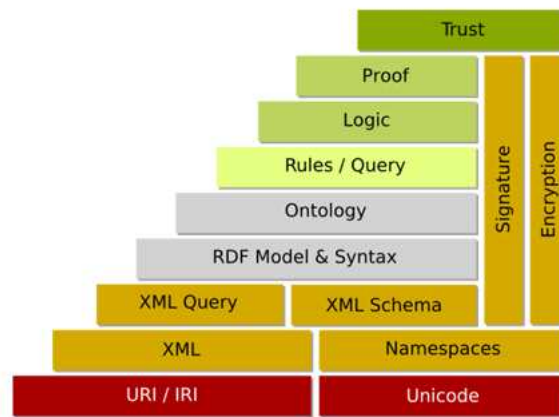 Trust
Proof
Logic
Rules / Query
Ontology
RDF Model & Syntax
Signature
Encryption
XML Query
XML Schema
XML
Namespaces
URI / IRI
Unicode